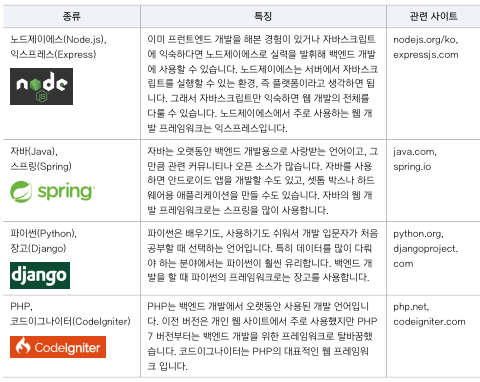 종류
특징
관련 사이트
노드제이에스(Node.js),
익스프레스(Express)
node
JS
이미 프런트엔드 개발을 해본 경험이 있거나 자바스크립트
에 익숙하다면 노드제이에스로 실력을 발휘해 백엔드 개발
에 사용할 수 있습니다. 노드제이에스는 서버에서 자바스크
립트를 실행할 수 있는 환경, 즉 플랫폼이라고 생각하면 됩
니다. 그래서 자바스크립트만 익숙하면 웹 개발의 전체를
다룰 수 있습니다. 노드제이에스에서 주로 사용하는 웹 개
발 프레임워크는 익스프레스입니다.
nodejs.org/ko,
expressjs.com
자바(Java),
스프링(Spring)
spring
자바는 오랫동안 백엔드 개발용으로 사랑받는 언어이고, 그
만큼 관련 커뮤니티나 오픈 소스가 많습니다. 자바를 사용
하면 안드로이드 앱을 개발할 수도 있고, 셋톱 박스나 하드
웨어용 애플리케이션을 만들 수도 있습니다. 자바의 웹 개
발 프레임워크로는 스프링을 많이 사용합니다.
java.com,
spring.io
파이썬(Python),
장고(Django)
django
파이썬은 배우기도, 사용하기도 쉬워서 개발 입문자가 처음
공부할 때 선택하는 언어입니다. 특히 데이터를 많이 다뤄
야 하는 분야에서는 파이썬이 훨씬 유리합니다. 백엔드 개
발을 할 때 파이썬의 프레임워크로는 장고를 사용합니다.
python.org,
djangoproject.
com
PHP,
코드이그나이터(CodeIgniter)
CodeIgniter
PHP는 백엔드 개발에서 오랫동안 사용된 개발 언어입니
다. 이전 버전은 개인 웹 사이트에서 주로 사용했지만 PHP
7 버전부터는 백엔드 개발을 위한 프레임워크로 탈바꿈했
습니다. 코드이그나이터는 PHP의 대표적인 웹 프레임워
크 입니다.
php.net,
codeigniter.com